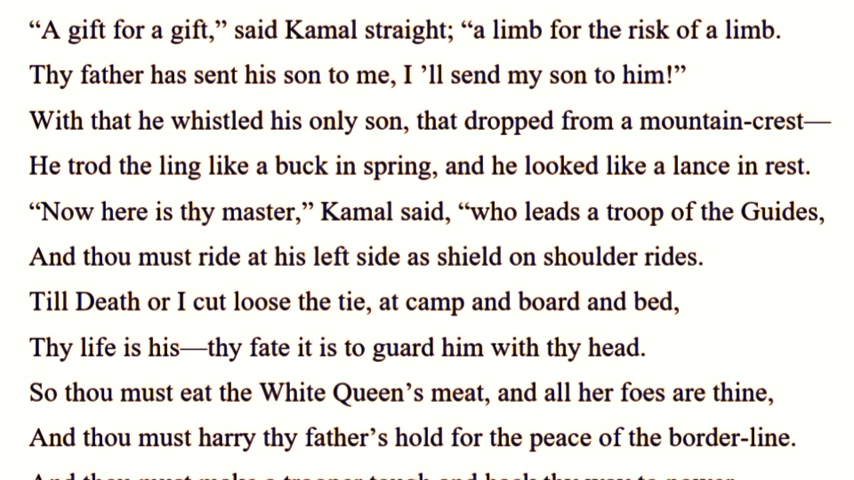 “A gift for a gift,” said Kamal straight; “a limb for the risk of a limb.
Thy father has sent his son to me, I ’ll send my son to him!”
With that he whistled his only son, that dropped from a mountain-crest—
He trod the ling like a buck in spring, and he looked like a lance in rest.
“Now here is thy master,” Kamal said, “who leads a troop of the Guides,
And thou must ride at his left side as shield on shoulder rides.
Till Death or I cut loose the tie, at camp and board and bed,
Thy life is his—thy fate it is to guard him with thy head.
So thou must eat the White Queen’s meat, and all her foes are thine,
And thou must harry thy father’s hold for the peace of the border-line.